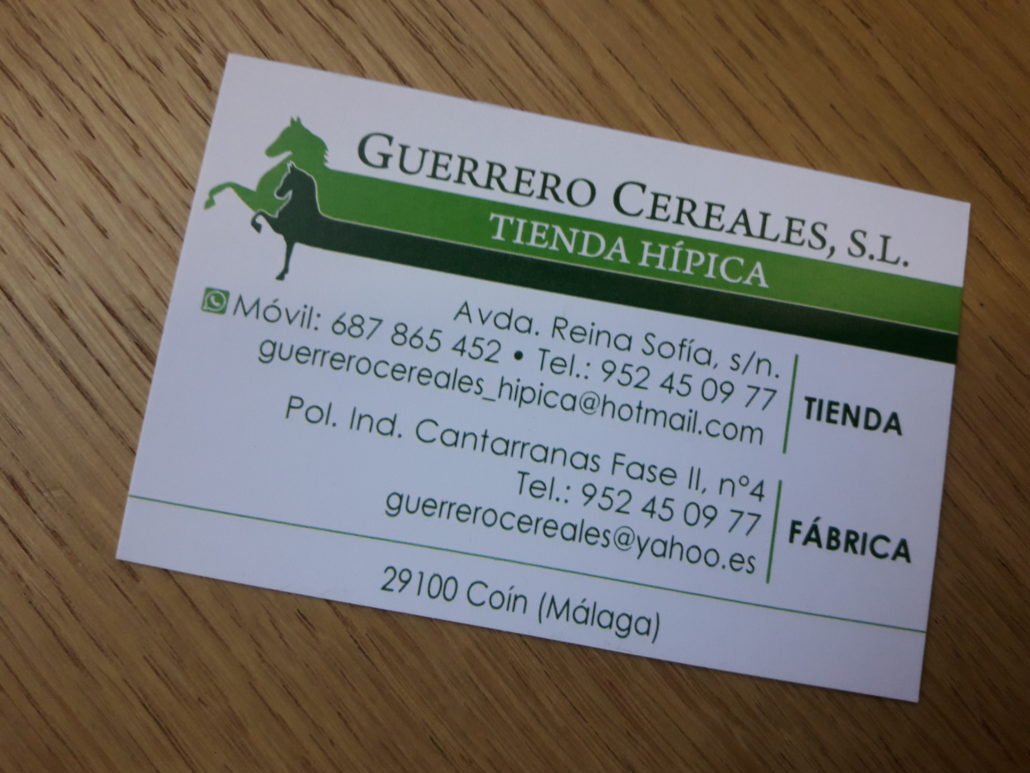 GUERRERO CEREALES, S.L.
TIENDA HÍPICA
Avda. Reina Sofía, s/n.
Móvil: 687 865 452 • Tel.: 952 45 09 77
guerrerocereales_hipica@hotmail.com
TIENDA
Pol. Ind. Cantarranas Fase II, nº4
Tel.: 952 45 09 77
guerrerocereales@yahoo.es
FÁBRICA
29100 Coín (Málaga)